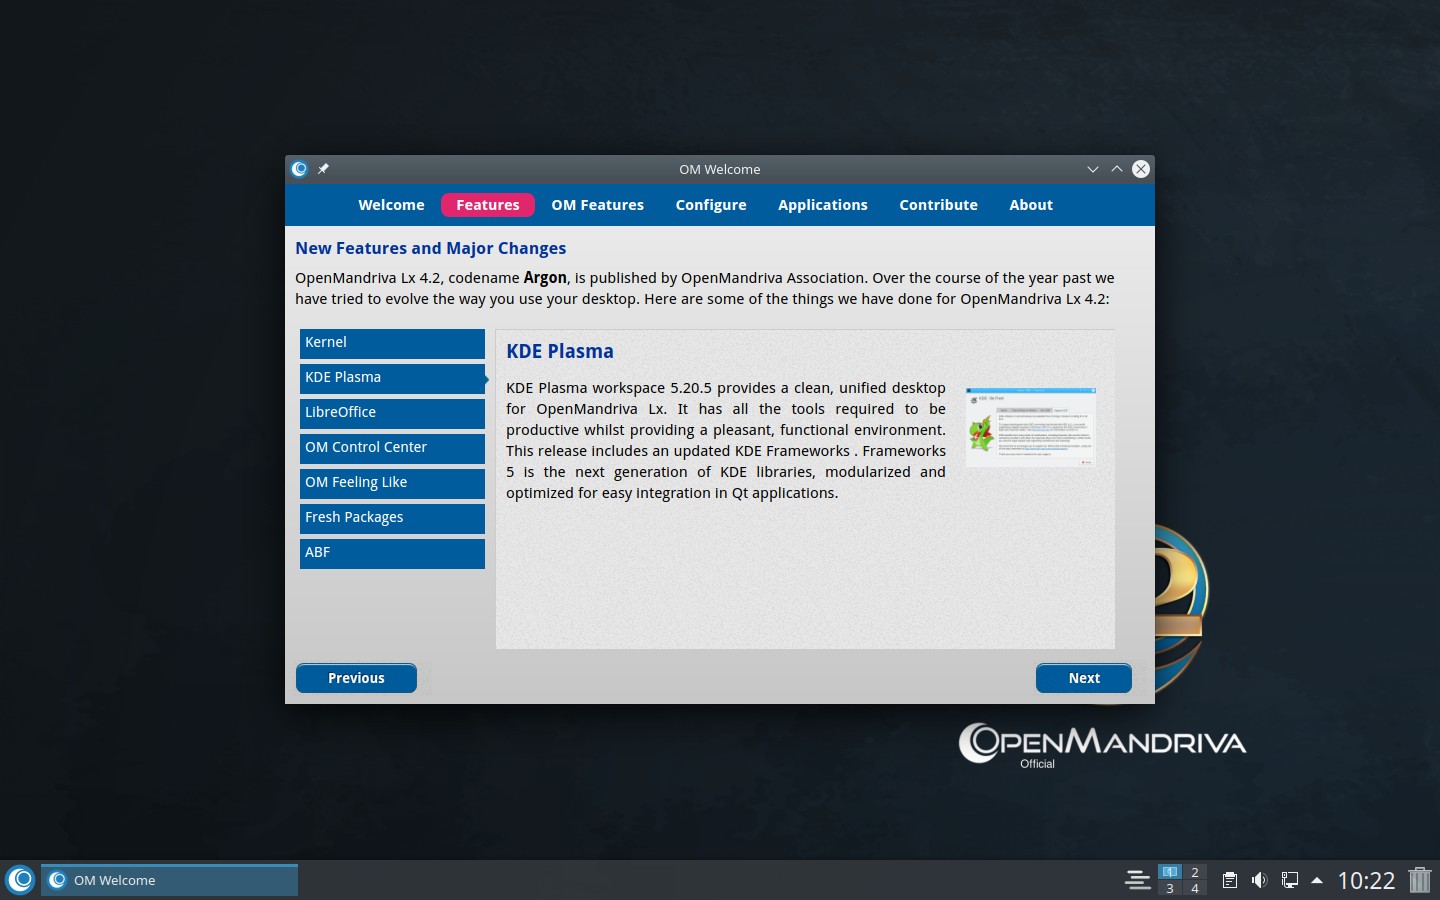 OM Welcome
Welcome Features OM Features Configure Applications Contribute About
New Features and Major Changes
OpenMandriva Lx 4.2, codename Argon, is published by OpenMandriva Association. Over the course of the year past we
have tried to evolve the way you use your desktop. Here are some of the things we have done for OpenMandriva Lx 4.2:
Kernel
KDE Plasma
LibreOffice
OM Control Center
OM Feeling Like
Fresh Packages
ABF
KDE Plasma
KDE Plasma workspace 5.20.5 provides a clean, unified desktop
for OpenMandriva Lx. It has all the tools required to be
productive whilst providing a pleasant, functional environment.
This release includes an updated KDE Frameworks . Frameworks
5 is the next generation of KDE libraries, modularized and
optimized for easy integration in Qt applications.
Previous
Next
2
OPENMANDRIVA
Official
OM Welcome
1 2
3 4
10:22